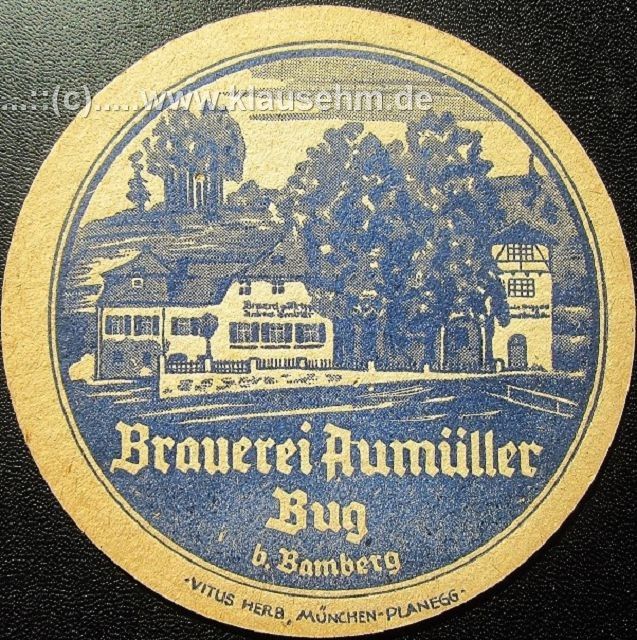 ...::(c).....www.klausehm.de
Brauerei Aumüller
Bug
b. Bamberg
·VITUS HERB, MÜNCHEN-PLANEGG·